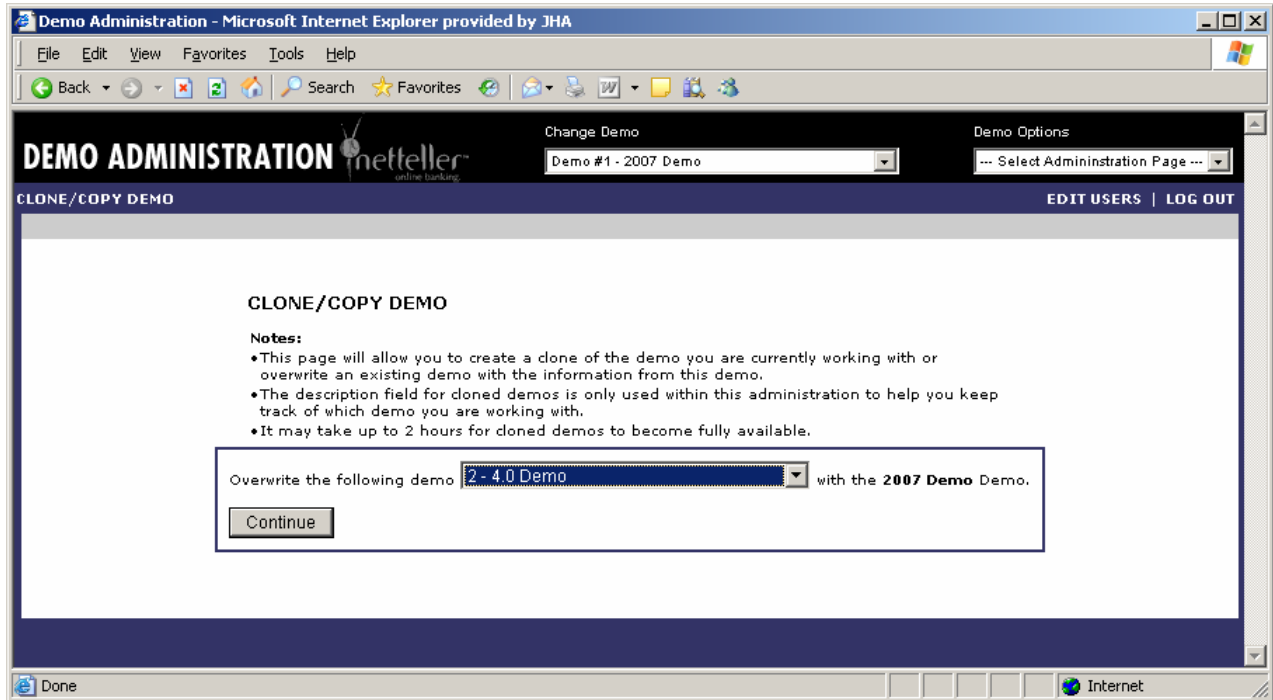 Demo Administration - Microsoft Internet Explorer provided by JHA
File Edit View Favorites Tools Help
Back Search Favorites
DEMO ADMINISTRATION netteller online banking
Change Demo
Demo #1 - 2007 Demo
Demo Options
--- Select Admininstration Page ---
CLONE/COPY DEMO
EDIT USERS | LOG OUT
CLONE/COPY DEMO
Notes:
•This page will allow you to create a clone of the demo you are currently working with or
overwrite an existing demo with the information from this demo.
•The description field for cloned demos is only used within this administration to help you keep
track of which demo you are working with.
•It may take up to 2 hours for cloned demos to become fully available.
Overwrite the following demo 2 - 4.0 Demo with the 2007 Demo Demo.
Continue
Done
Internet